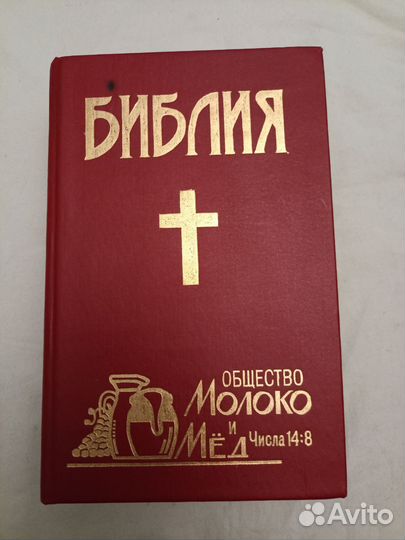 БИБЛИЯ
ОБЩЕСТВО
МОЛОКО
И
МЁД Числа 14:8
Avito